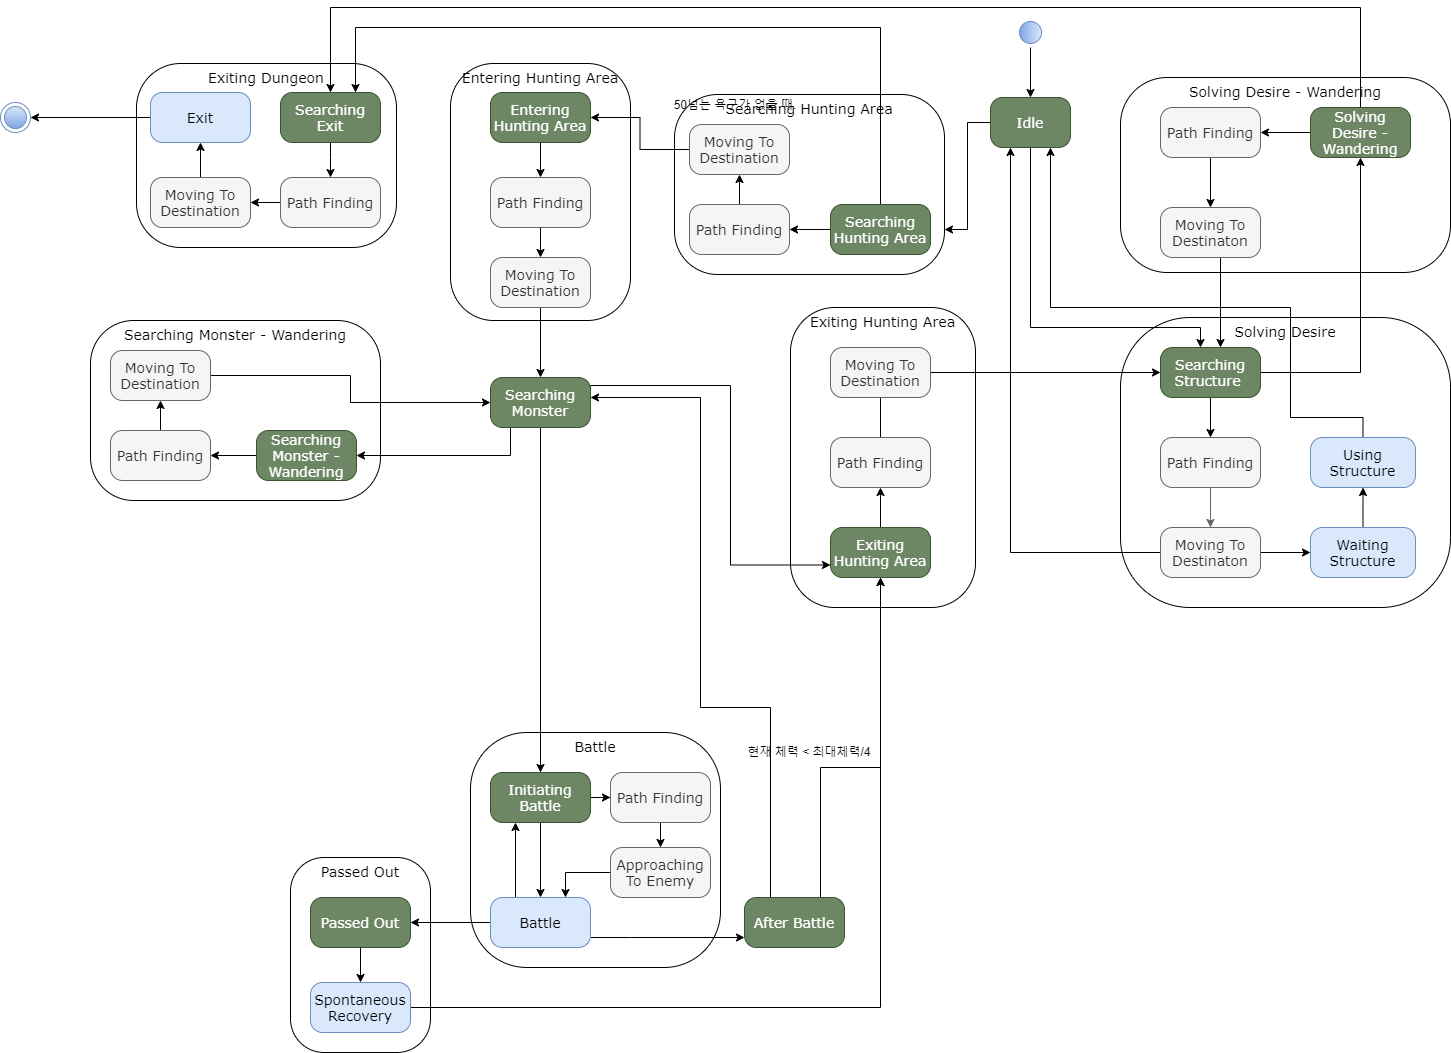 Exiting Dungeon
Exit
Searching
Exit
Moving To
Destination
Path Finding
Entering Hunting Area
Entering
Hunting Area
Path Finding
Moving To
Destination
50넘는 욕구가 없을 때
Searching Hunting Area
Moving To
Destination
Path Finding
Searching
Hunting Area
Idle
Solving Desire - Wandering
Path Finding
Solving
Desire -
Wandering
Moving To
Destinaton
Searching Monster - Wandering
Moving To
Destination
Path Finding
Searching
Monster -
Wandering
Searching
Monster
Exiting Hunting Area
Moving To
Destination
Path Finding
Exiting
Hunting Area
Solving Desire
Searching
Structure
Path Finding
Using
Structure
Moving To
Destinaton
Waiting
Structure
Battle
Initiating
Battle
Path Finding
Approaching
To Enemy
Battle
현재 체력 < 최대체력/4
After Battle
Passed Out
Passed Out
Spontaneous
Recovery